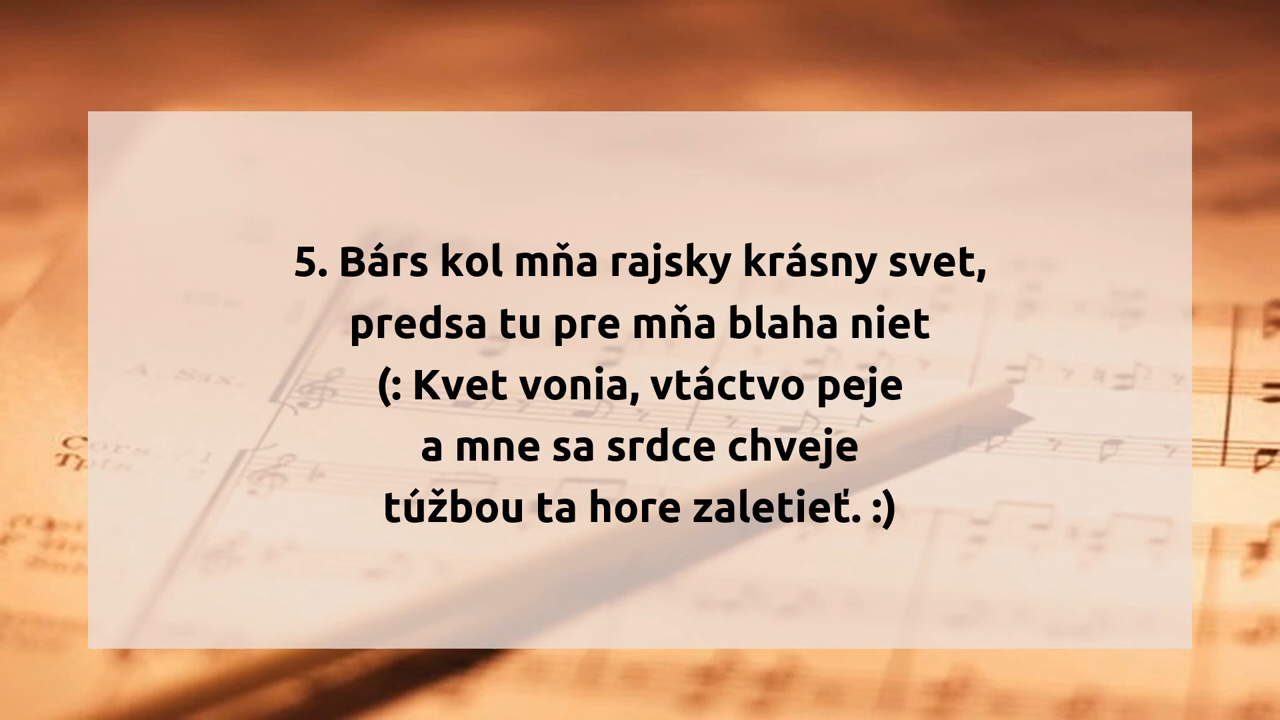 5. Bárs kol mňa rajsky krásny svet,
predsa tu pre mňa blaha niet
(: Kvet vonia, vtáctvo peje
a mne sa srdce chveje
túžbou ta hore zaletieť. :)
A. Sax.